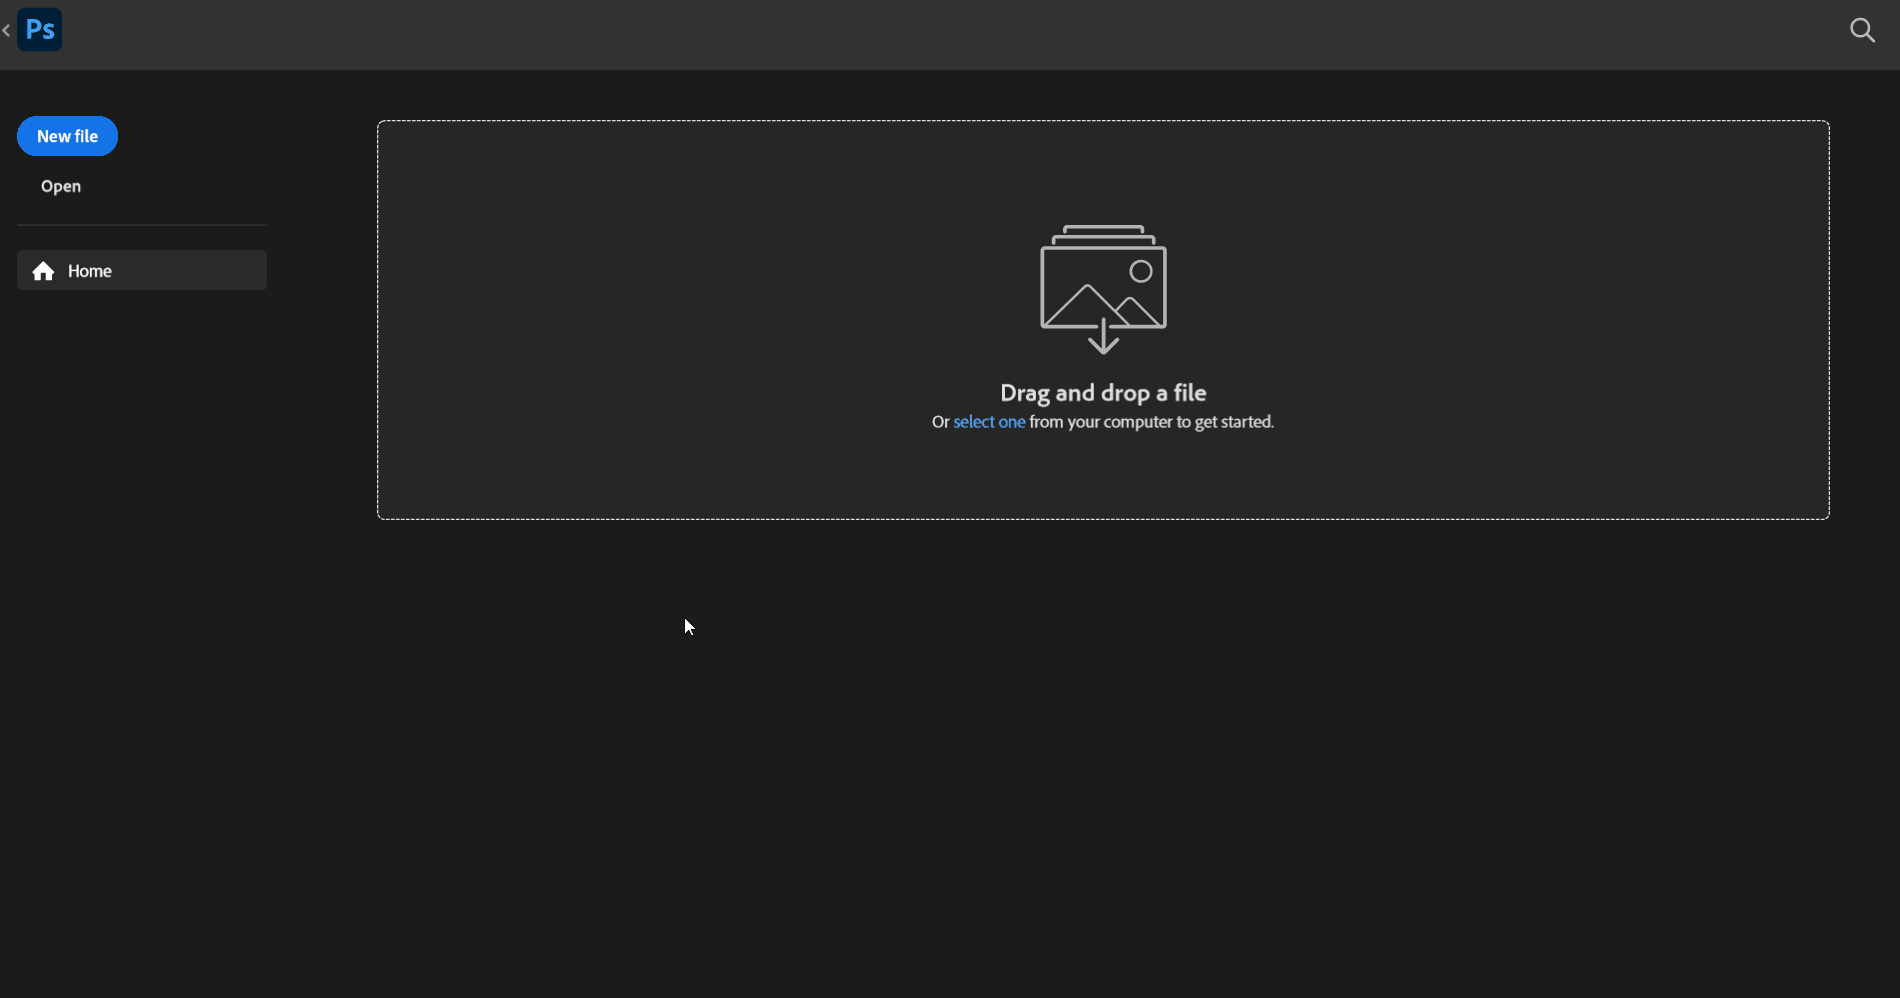 Ps
New file
Open
Home
Drag and drop a file
Or select one from your computer to get started.